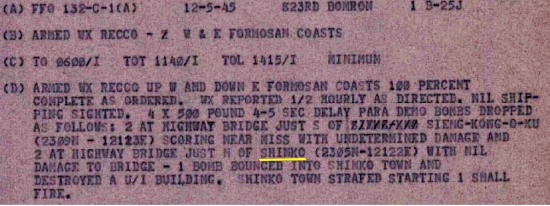 (A) FFO 132-C-1(A) 12-5-45 823RD BOMRON 1 B-25J
(B) ARMED WX RECCO - W & E FORMOSAN COASTS
(C) TO 0600/I TOT 1140/I TOL 1415/I MINIMUM
(D) ARMED WX RECCO UP W AND DOWN E FORMOSAN COASTS 100 PERCENT
COMPLETE AS ORDERED. WX REPORTED 1/2 HOURLY AS DIRECTED. NIL SHIP-
PING SIGHTED. 4 X 500 POUND 4-5 SEC DELAY PARA DEMO BOMBS DROPPED
AS FOLLOWS: 2 AT HIGHWAY BRIDGE JUST S OF SIENG-KONG-O-KU
(2309N - 12123E) SCORING NEAR MISS WITH UNDETERMINED DAMAGE AND
2 AT HIGHWAY BRIDGE JUST N OF SHINKO (2305N-12122E) WITH NIL
DAMAGE TO BRIDGE - 1 BOMB BOUNCED INTO SHINKO TOWN AND
DESTROYED A U/I BUILDING. SHINKO TOWN STRAFED STARTING 1 SMALL
FIRE.